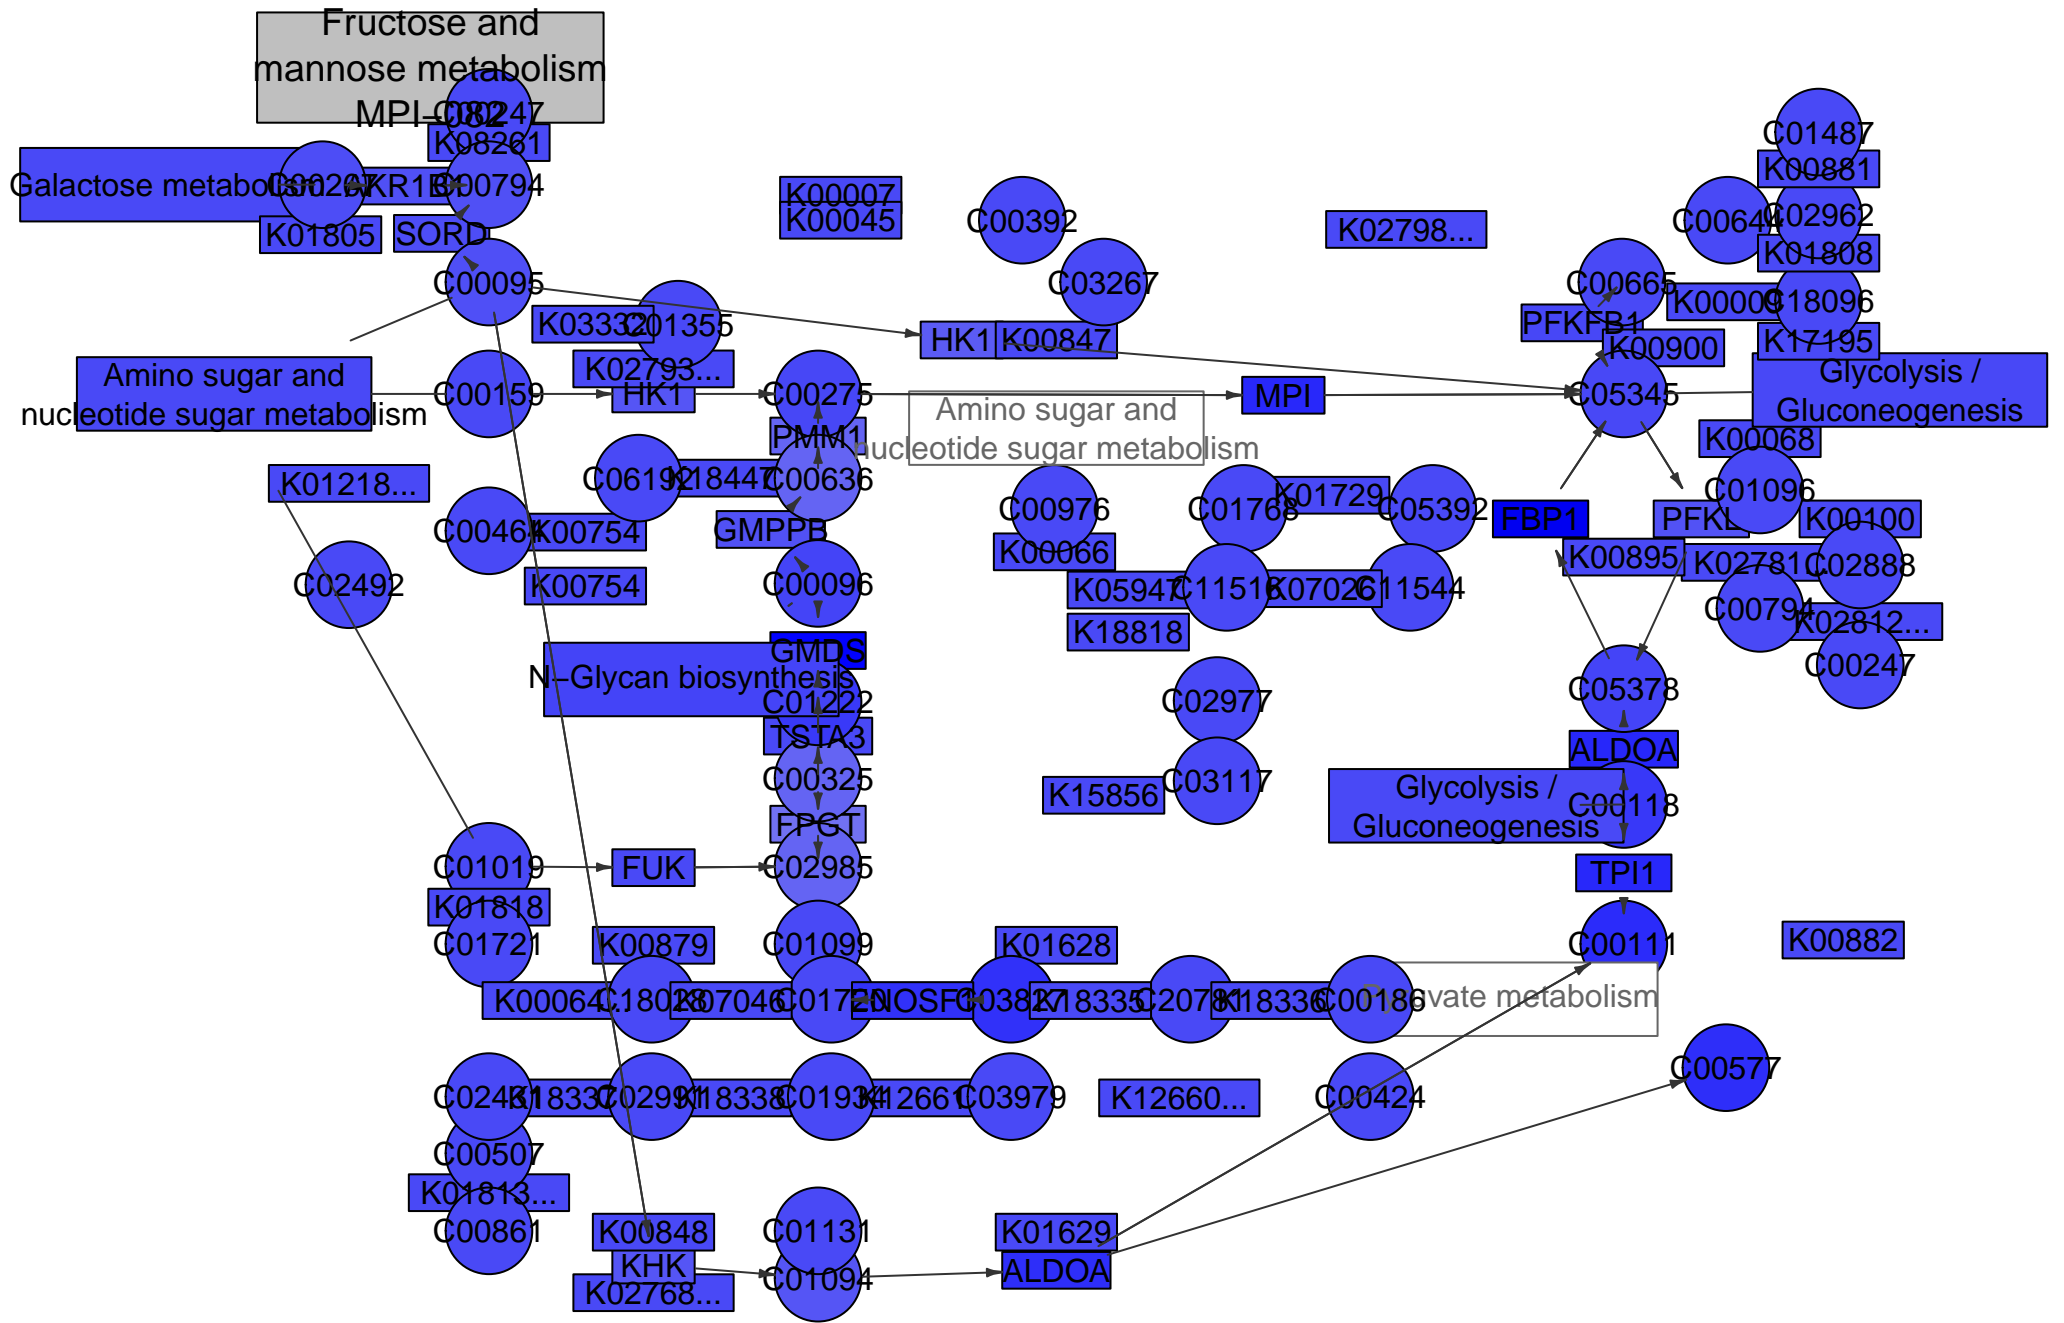 Fructose and
mannose metabolism
MPI-082
C00247
K08261
Galactose metabolism
C00267
AKR1B1
C00794
K01805
SORD
C00095
K00007
K00045
C00392
C03267
K02798...
C01487
K00881
C00644
C02962
K01808
C00665
K00009
C18096
PFKFB1
K00900
K17195
K03332
C01355
HK1
K00847
K02793...
Amino sugar and
nucleotide sugar metabolism
C00159
HK1
C00275
MPI
C05345
Glycolysis /
Gluconeogenesis
Amino sugar and
nucleotide sugar metabolism
PMM1
K00068
K01218...
C06192
K18447
C00636
C00976
C01768
K01729
C05392
FBP1
PFKL
C01096
K00100
C00464
K00754
GMPPB
K00066
K00895
K02781
C02888
C02492
K00754
C00096
K05947
C11516
K07026
C11544
C00794
K02812...
K18818
GMDS
N−Glycan biosynthesis
C00247
C01222
C02977
C05378
TSTA3
ALDOA
C00325
K15856
C03117
Glycolysis /
Gluconeogenesis
C00118
FPGT
C01019
FUK
C02985
TPI1
K01818
C01721
K00879
C01099
K01628
C00111
K00882
K00064...
C18028
K07046
C01720
ENOSF1
C03827
K18335
C20781
K18336
C00186
Pyruvate metabolism
C00577
C02431
K18337
C02991
K18338
C01934
K12661
C03979
K12660...
C00424
C00507
K01813...
C00861
K00848
C01131
K01629
KHK
C01094
ALDOA
K02768...